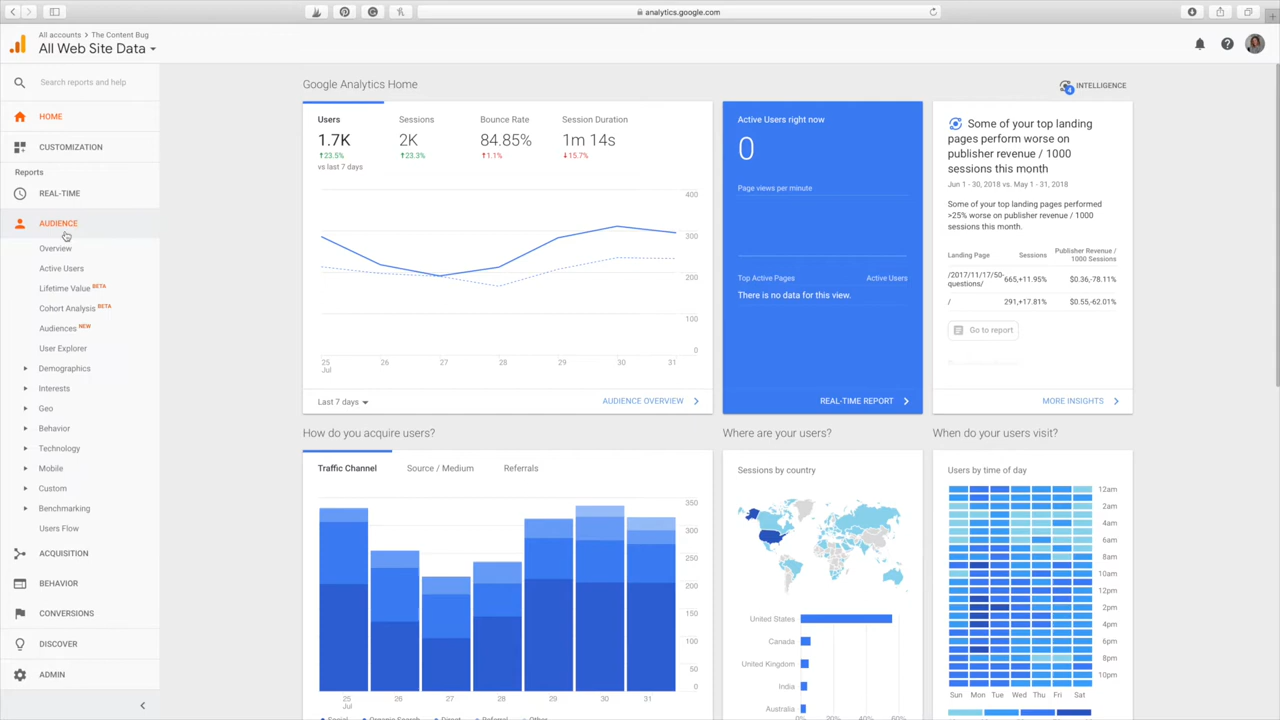 analytics.google.com
All accounts > The Content Bug
All Web Site Data
Search reports and help
HOME
CUSTOMIZATION
Reports
REAL-TIME
AUDIENCE
Overview
Active Users
Lifetime Value BETA
Cohort Analysis BETA
Audiences NEW
User Explorer
Demographics
Interests
Geo
Behavior
Technology
Mobile
Custom
Benchmarking
Users Flow
ACQUISITION
BEHAVIOR
CONVERSIONS
DISCOVER
ADMIN
Google Analytics Home
INTELLIGENCE
4
Users
1.7K
↑23.5%
vs last 7 days
Sessions
2K
↑23.3%
Bounce Rate
84.85%
↑1.1%
Session Duration
1m 14s
↓15.7%
400
300
200
100
0
25 26 27 28 29 30 31
Jul
Last 7 days
AUDIENCE OVERVIEW
Active Users right now
0
Page views per minute
Top Active Pages Active Users
There is no data for this view.
REAL-TIME REPORT
Some of your top landing
pages perform worse on
publisher revenue / 1000
sessions this month
Jun 1 - 30, 2018 vs. May 1 - 31, 2018
Some of your top landing pages performed
>25% worse on publisher revenue / 1000
sessions this month.
Landing Page Sessions Publisher Revenue /
1000 Sessions
/2017/11/17/50-
questions/ 665,+11.95% $0.36,-78.11%
/ 291,+17.81% $0.55,-62.01%
Go to report
MORE INSIGHTS
How do you acquire users?
Traffic Channel Source / Medium Referrals
350
300
250
200
150
100
50
0
25 26 27 28 29 30 31
Jul
Social Organic Search Direct Referral Other
Where are your users?
Sessions by country
United States
Canada
United Kingdom
India
Australia
0% 20% 40% 60%
When do your users visit?
Users by time of day
12am
2am
4am
6am
8am
10am
12pm
2pm
4pm
6pm
8pm
10pm
Sun Mon Tue Wed Thu Fri Sat